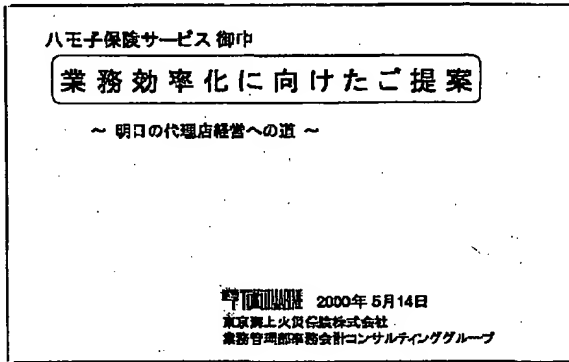 八王子保険サービス 御中
業務効率化に向けたご提案
～ 明日の代理店経営への道 ～
TOKIOMARINE 2000年 5月14日
東京海上火災保険株式会社
業務管理部事務会計コンサルティンググループ